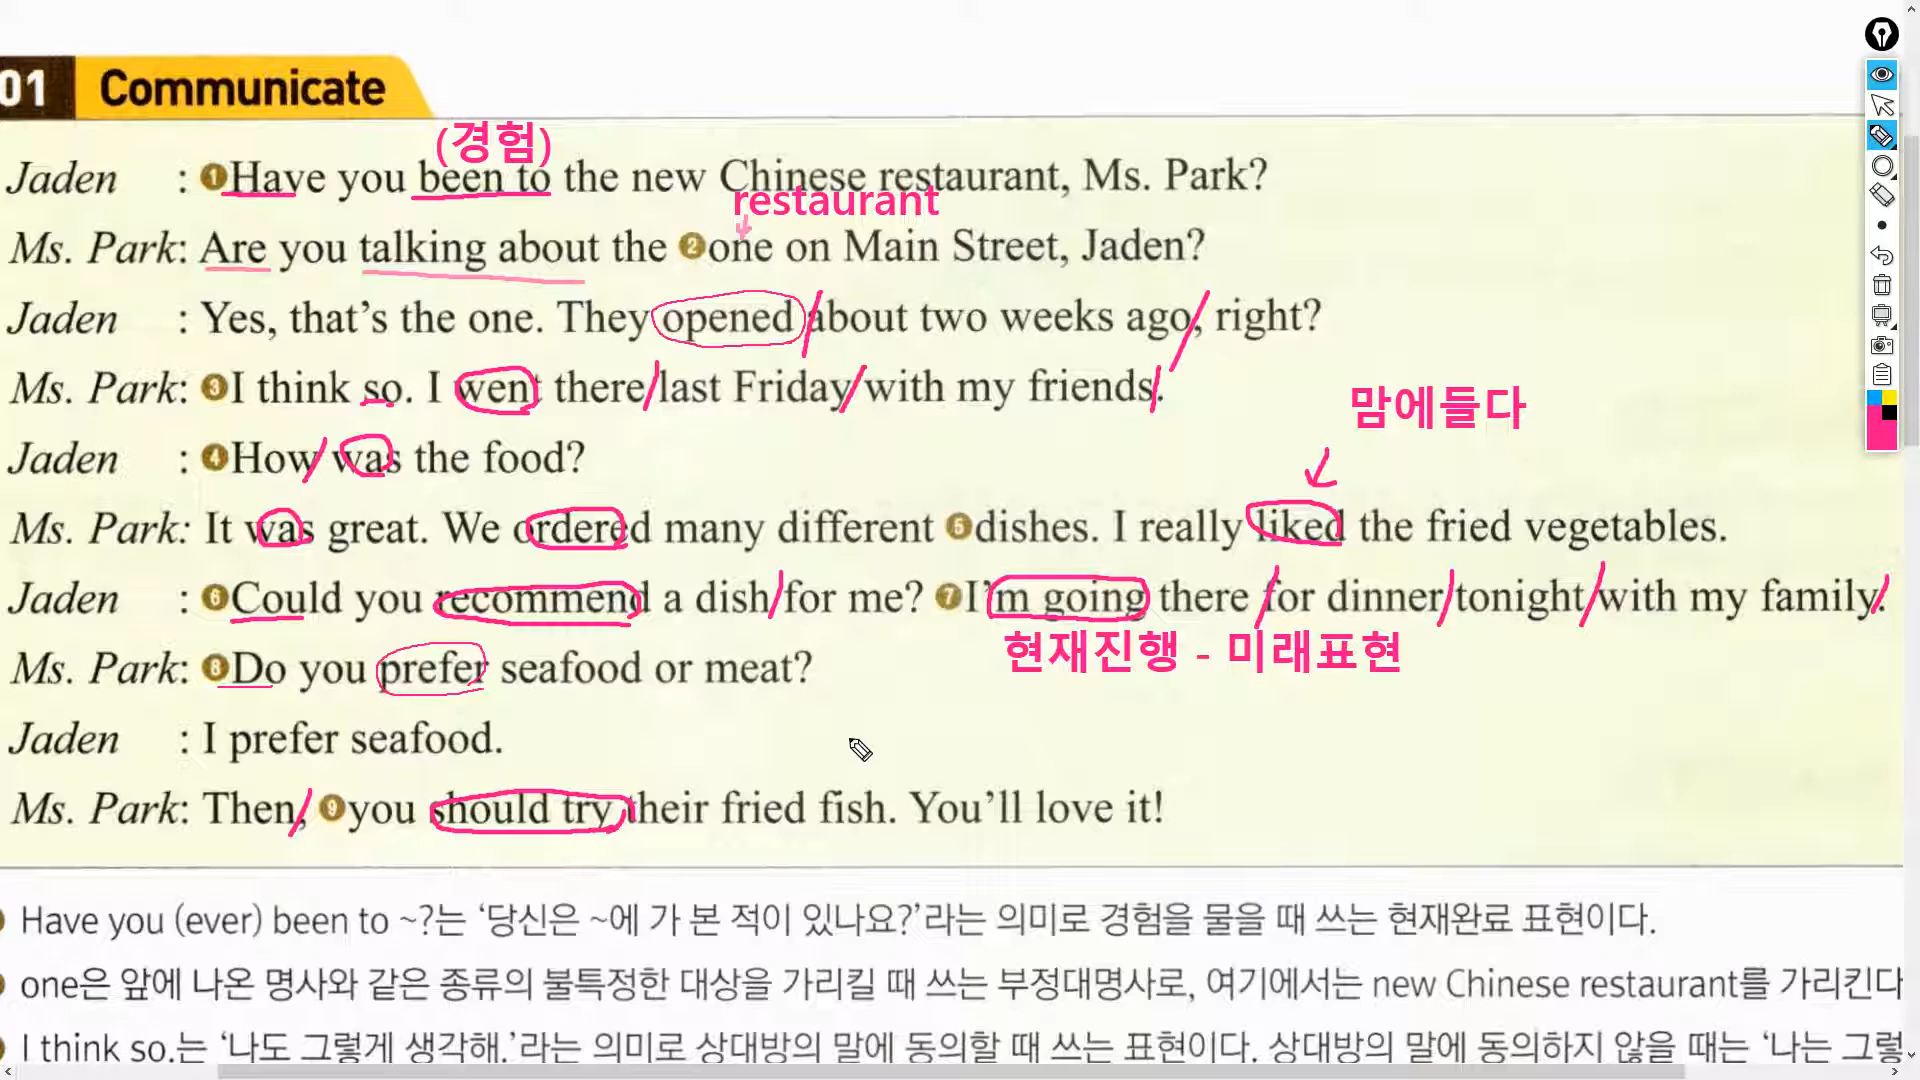 01 Communicate
(경험)
Jaden : ❶Have you been to the new Chinese restaurant, Ms. Park?
restaurant
Ms. Park: Are you talking about the ❷one on Main Street, Jaden?
Jaden : Yes, that's the one. They opened about two weeks ago, right?
Ms. Park: ❸I think so. I went there last Friday with my friends.
맘에들다
Jaden : ❹How was the food?
Ms. Park: It was great. We ordered many different ❺dishes. I really liked the fried vegetables.
Jaden : ❻Could you recommend a dish for me? ❼I'm going there for dinner tonight with my family.
현재진행 - 미래표현
Ms. Park: ❽Do you prefer seafood or meat?
Jaden : I prefer seafood.
Ms. Park: Then, ❾you should try their fried fish. You'll love it!
Have you (ever) been to ~?는 '당신은 ~에 가 본 적이 있나요?'라는 의미로 경험을 물을 때 쓰는 현재완료 표현이다.
one은 앞에 나온 명사와 같은 종류의 불특정한 대상을 가리킬 때 쓰는 부정대명사로, 여기에서는 new Chinese restaurant를 가리킨다
I think so.는 '나도 그렇게 생각해.'라는 의미로 상대방의 말에 동의할 때 쓰는 표현이다. 상대방의 말에 동의하지 않을 때는 '나는 그렇